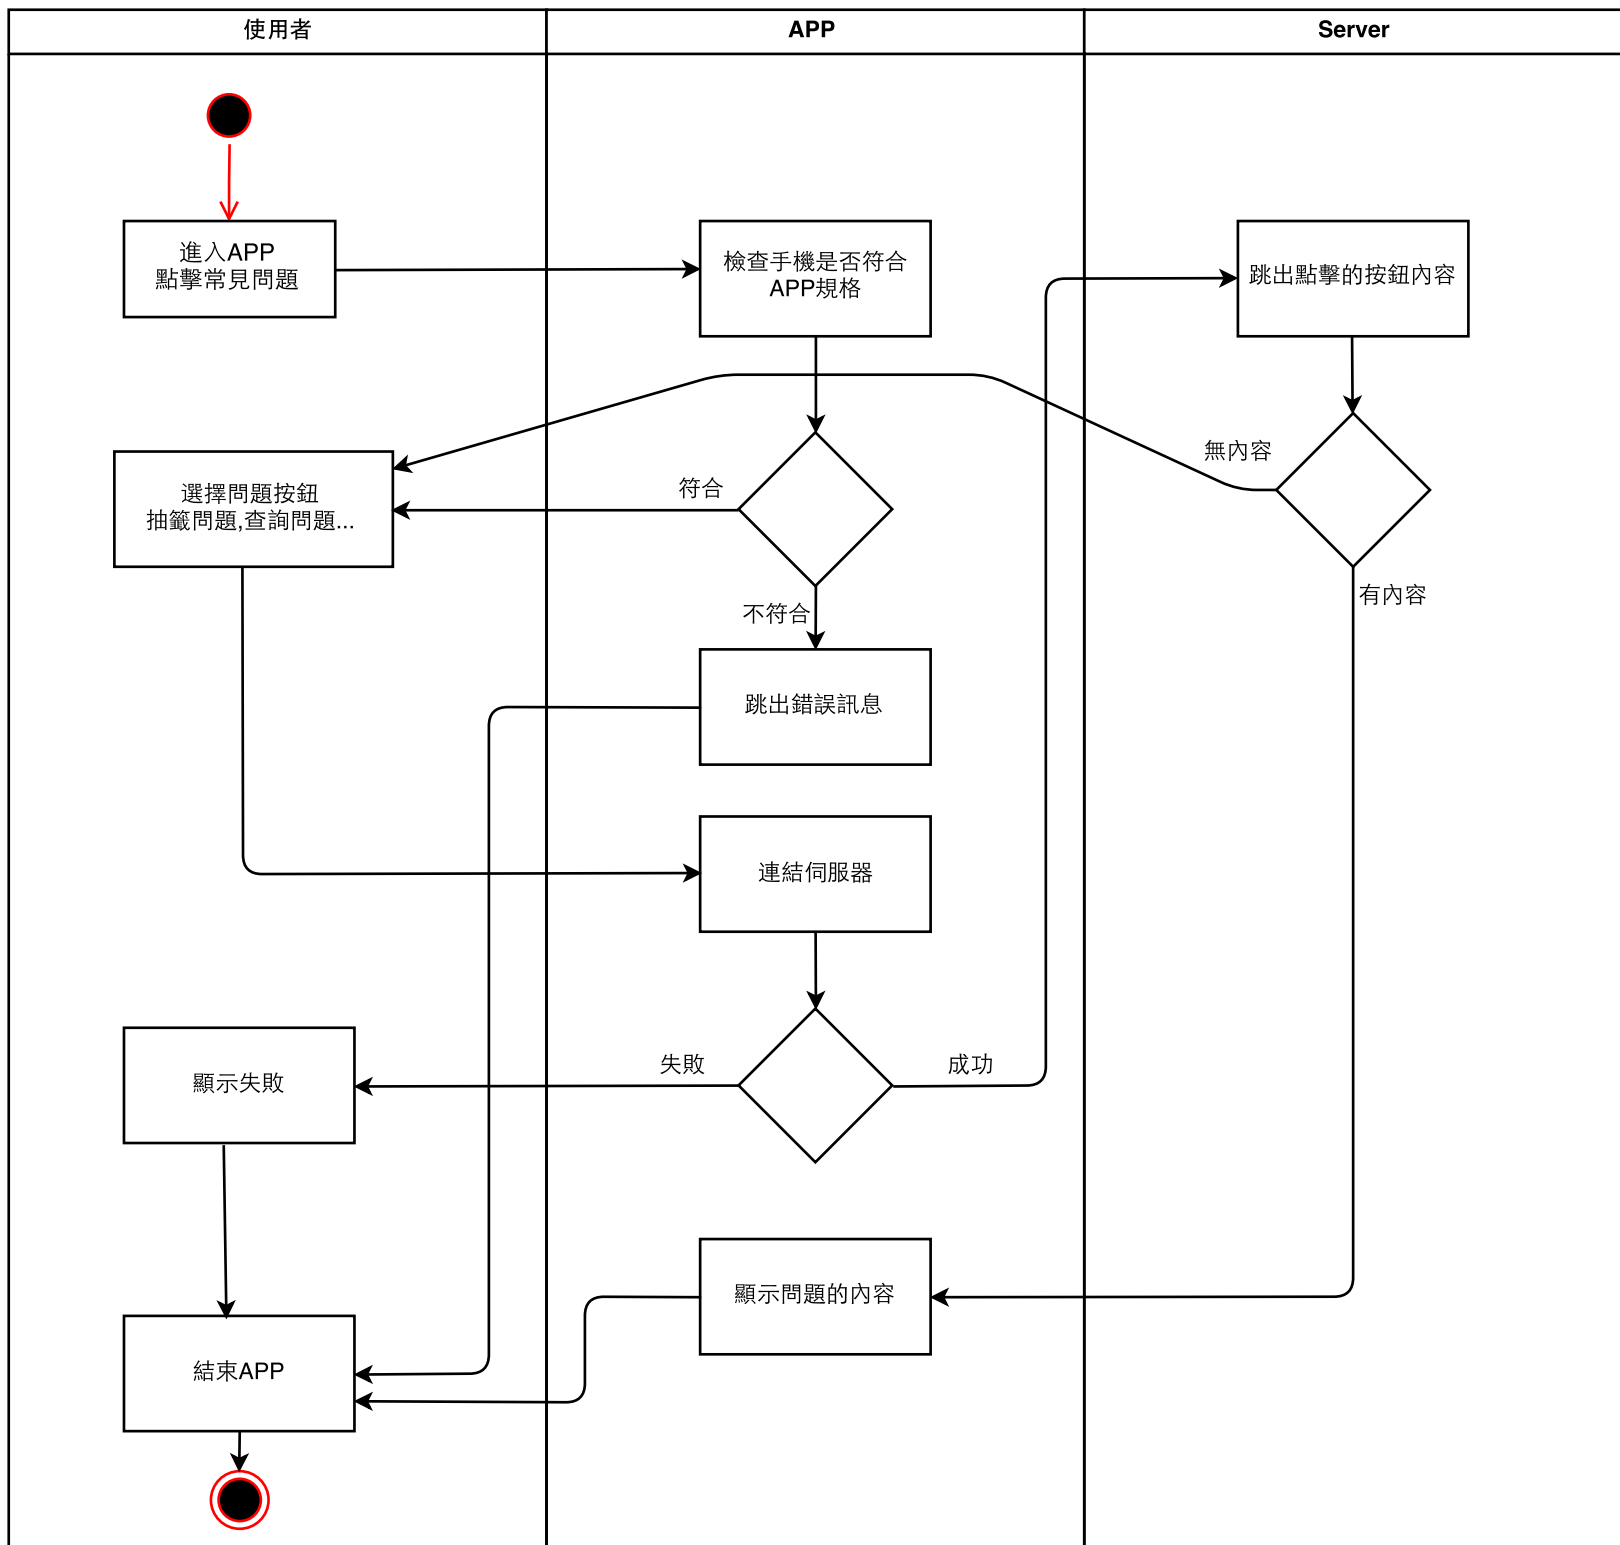 使用者
APP
Server
進入APP
點擊常見問題
檢查手機是否符合
APP規格
跳出點擊的按鈕內容
無內容
符合
選擇問題按鈕
抽籤問題,查詢問題...
有內容
不符合
跳出錯誤訊息
連結伺服器
失敗
成功
顯示失敗
顯示問題的內容
結束APP